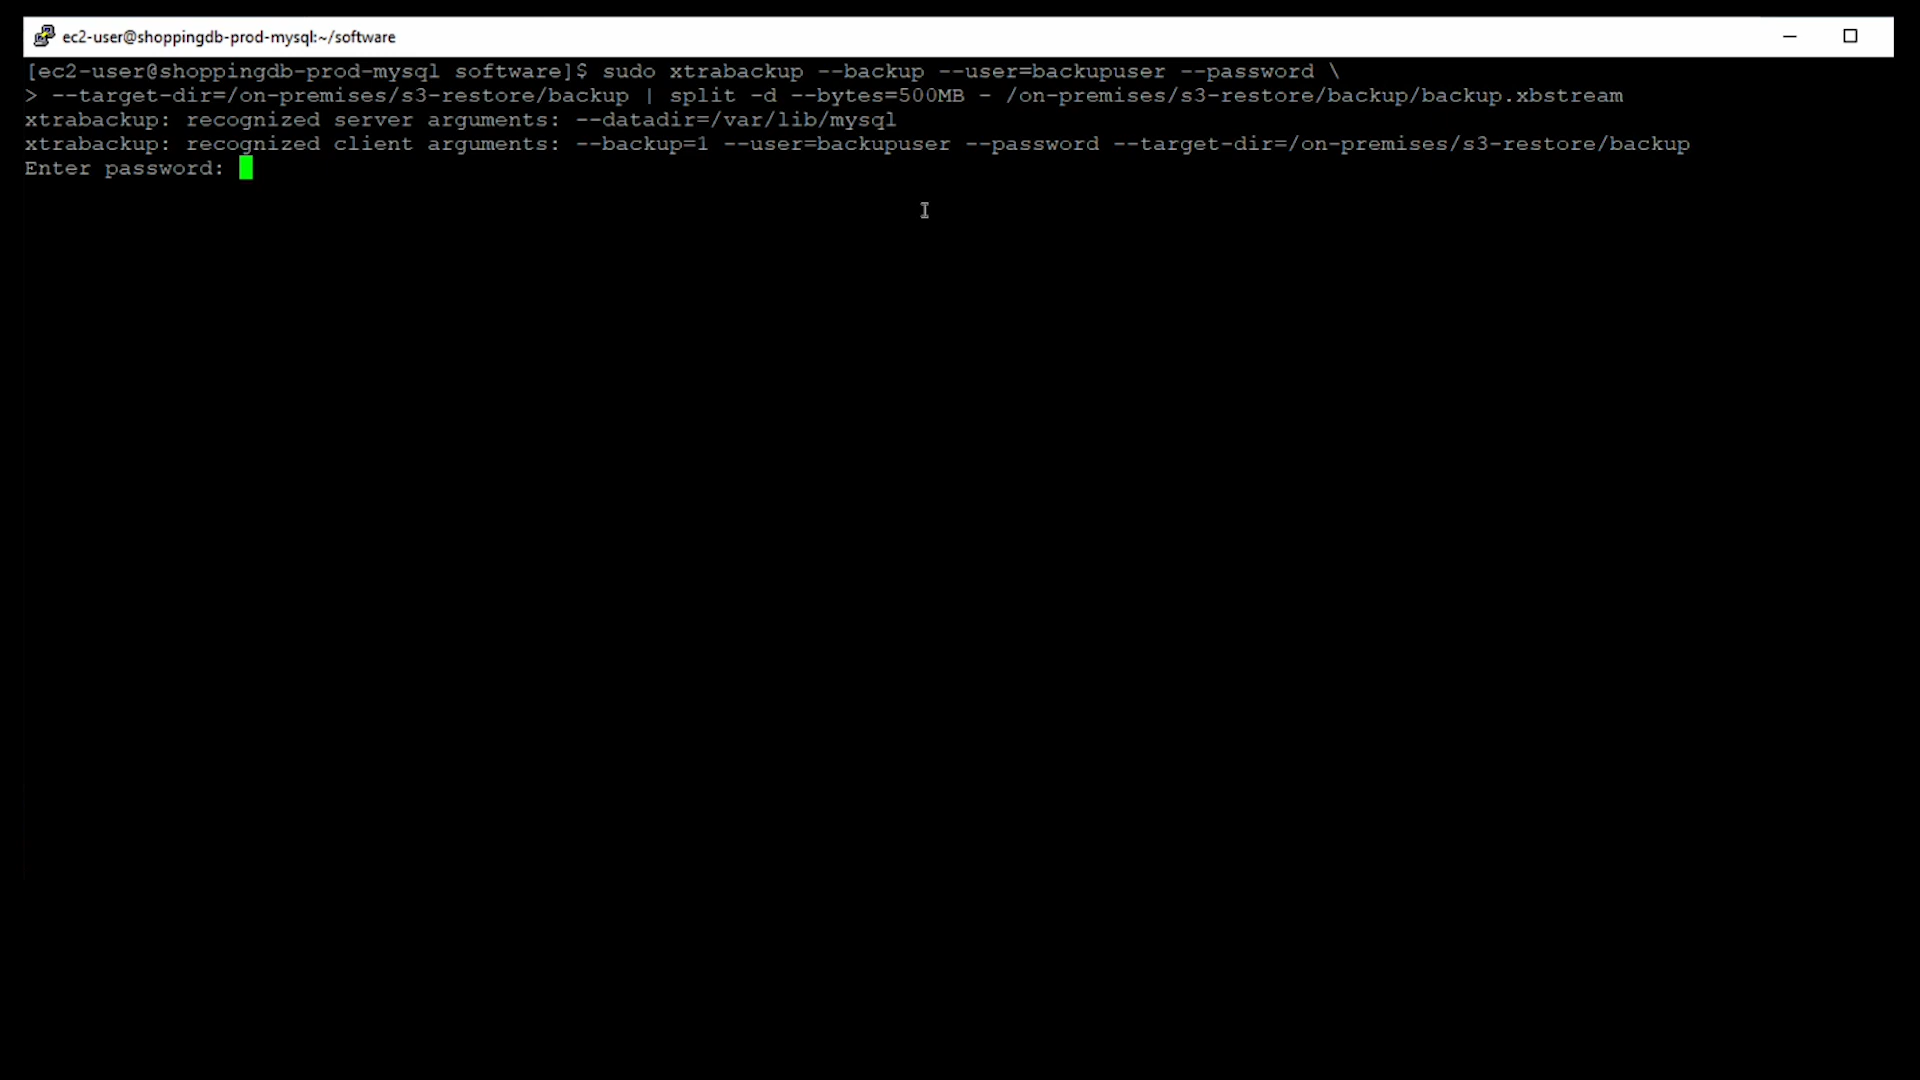 ec2-user@shoppingdb-prod-mysql:~/software
[ec2-user@shoppingdb-prod-mysql software]$ sudo xtrabackup --backup --user=backupuser --password \
> --target-dir=/on-premises/s3-restore/backup | split -d --bytes=500MB - /on-premises/s3-restore/backup/backup.xbstream
xtrabackup: recognized server arguments: --datadir=/var/lib/mysql
xtrabackup: recognized client arguments: --backup=1 --user=backupuser --password --target-dir=/on-premises/s3-restore/backup
Enter password: